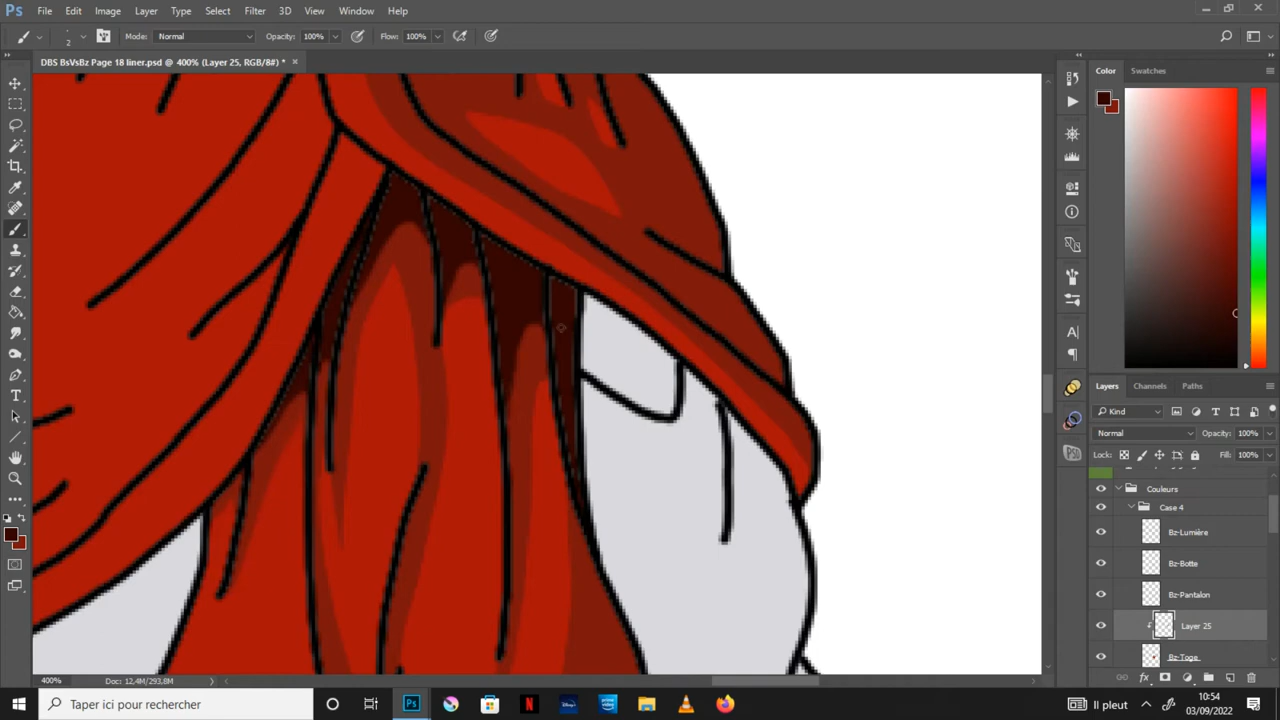 Ps File Edit Image Layer Type Select Filter 3D View Window Help
2 Mode: Normal Opacity: 100% Flow: 100%
DBS BsVsBz Page 18 liner.psd @ 400% (Layer 25, RGB/8#) * ×
Color Swatches
Layers Channels Paths
Kind
Normal Opacity: 100%
Lock: Fill: 100%
Couleurs
Case 4
Bz-Lumière
Bz-Botte
Bz-Pantalon
Layer 25
Bz-Toge
400% Doc: 12,4M/293,8M
Taper ici pour rechercher
Il pleut
10:54
03/09/2022